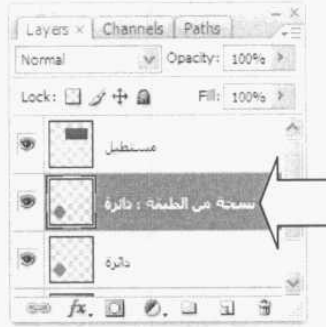 Layers × Channels Paths
Normal Opacity: 100%
Lock: Fill: 100%
مستطيل
نسخة من الطبقة : دائرة
دائرة
fx.